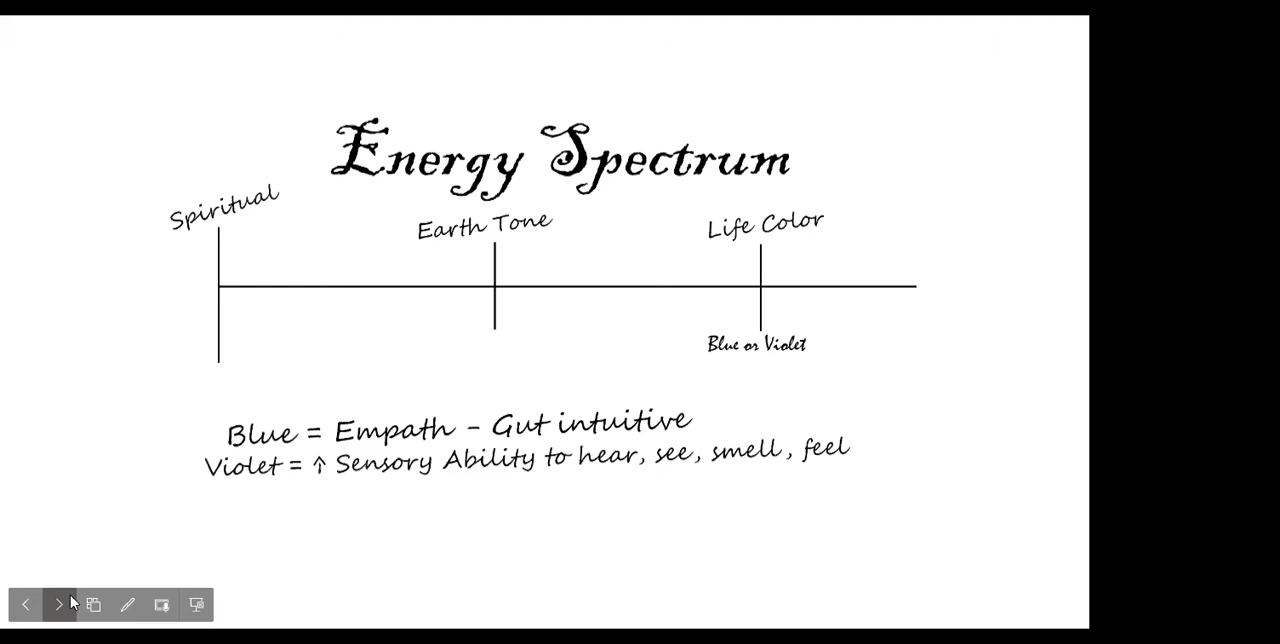 Energy Spectrum
Spiritual
Earth Tone
Life Color
Blue or Violet
Blue = Empath - Gut intuitive
Violet = ↑ Sensory Ability to hear, see, smell, feel